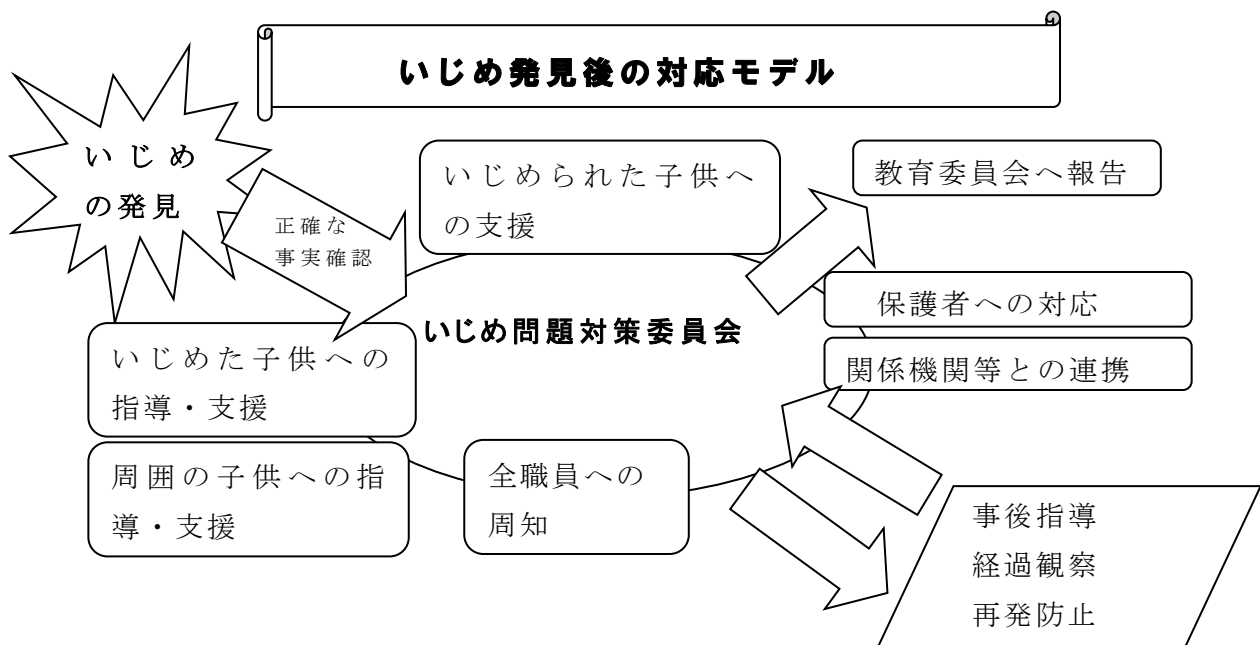 いじめ発見後の対応モデル
いじめ
の発見
正確な
事実確認
いじめられた子供へ
の支援
教育委員会へ報告
保護者への対応
関係機関等との連携
いじめ問題対策委員会
いじめた子供への
指導・支援
周囲の子供への指
導・支援
全職員への
周知
事後指導
経過観察
再発防止